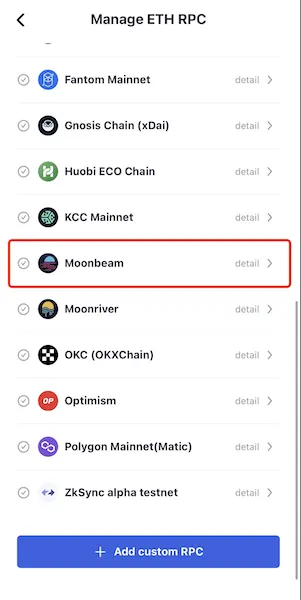 Manage ETH RPC
Fantom Mainnet detail
Gnosis Chain (xDai) detail
Huobi ECO Chain detail
KCC Mainnet detail
Moonbeam detail
Moonriver detail
OKC (OKXChain) detail
OP Optimism detail
Polygon Mainnet(Matic) detail
ZkSync alpha testnet detail
+ Add custom RPC